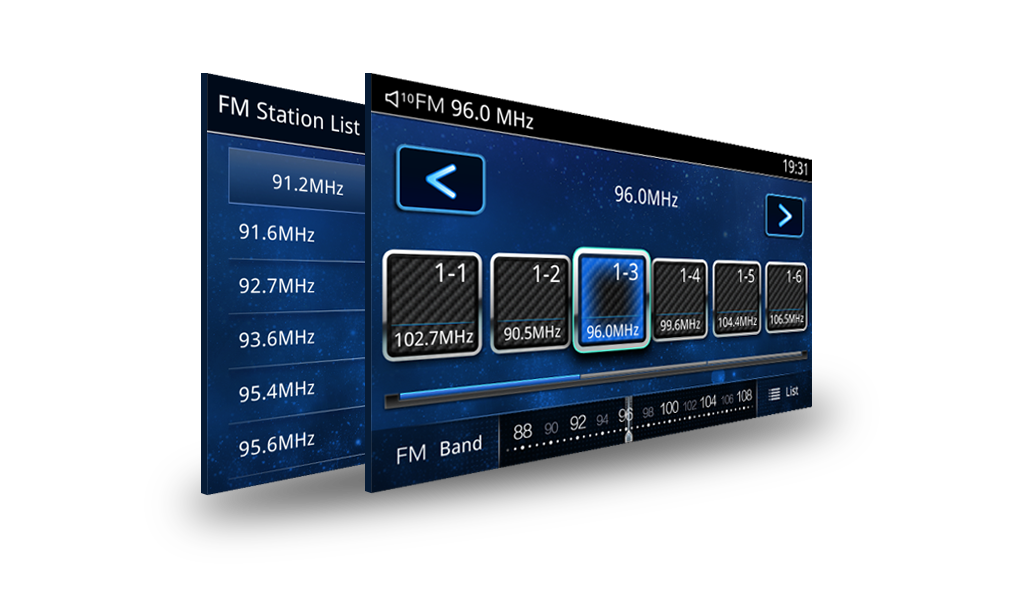 FM Station List
91.2MHz
91.6MHz
92.7MHz
93.6MHz
95.4MHz
95.6MHz
10 FM 96.0 MHz
19:31
<
96.0MHz
>
1-1
102.7MHz
1-2
90.5MHz
1-3
96.0MHz
1-4
99.6MHz
1-5
104.4MHz
1-6
106.5MHz
FM Band
88 90 92 94 96 98 100 102 104 106 108
List